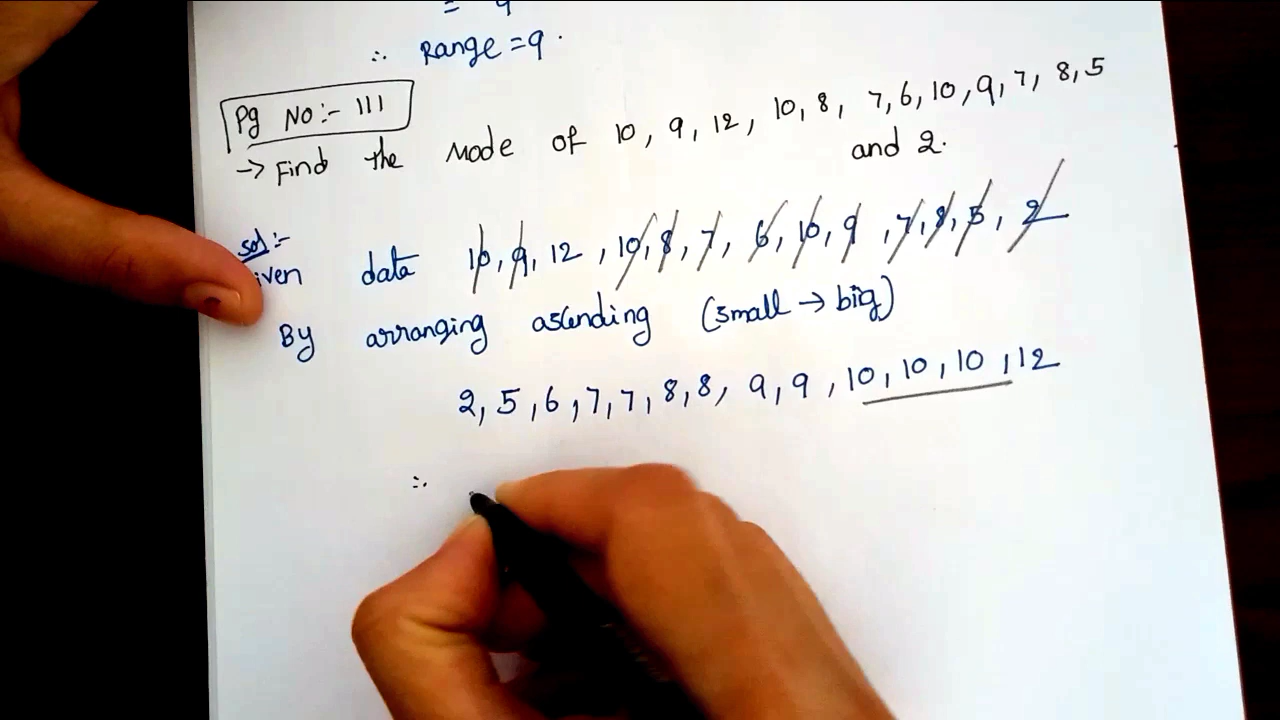 = 9
∴ Range = 9.
Pg No:- 111
→ Find the Mode of 10, 9, 12, 10, 8, 7, 6, 10, 9, 7, 8, 5
and 2.
sol:-
iven data 10, 9, 12, 10, 8, 7, 6, 10, 9, 7, 8, 5, 2
By arranging ascending (small → big)
2, 5, 6, 7, 7, 8, 8, 9, 9, 10, 10, 10, 12
∴